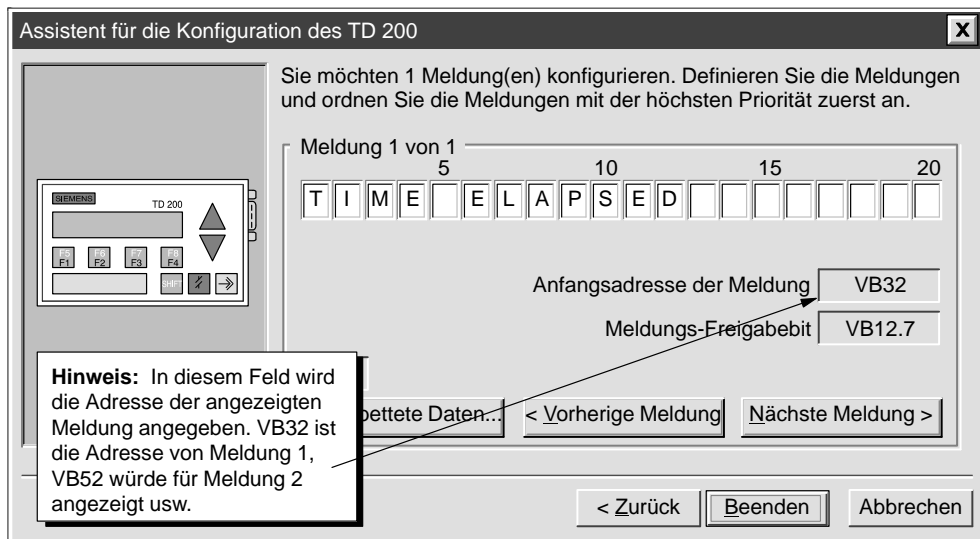 Assistent für die Konfiguration des TD 200
X
Sie möchten 1 Meldung(en) konfigurieren. Definieren Sie die Meldungen
und ordnen Sie die Meldungen mit der höchsten Priorität zuerst an.
Meldung 1 von 1
5 10 15 20
TIME ELAPSED
SIEMENS
TD 200
F5 F6 F7 F8
F1 F2 F3 F4
SHIFT
Anfangsadresse der Meldung VB32
Meldungs-Freigabebit VB12.7
Hinweis: In diesem Feld wird
die Adresse der angezeigten
Meldung angegeben. VB32 ist
die Adresse von Meldung 1,
VB52 würde für Meldung 2
angezeigt usw.
bettete Daten... < Vorherige Meldung Nächste Meldung >
< Zurück Beenden Abbrechen